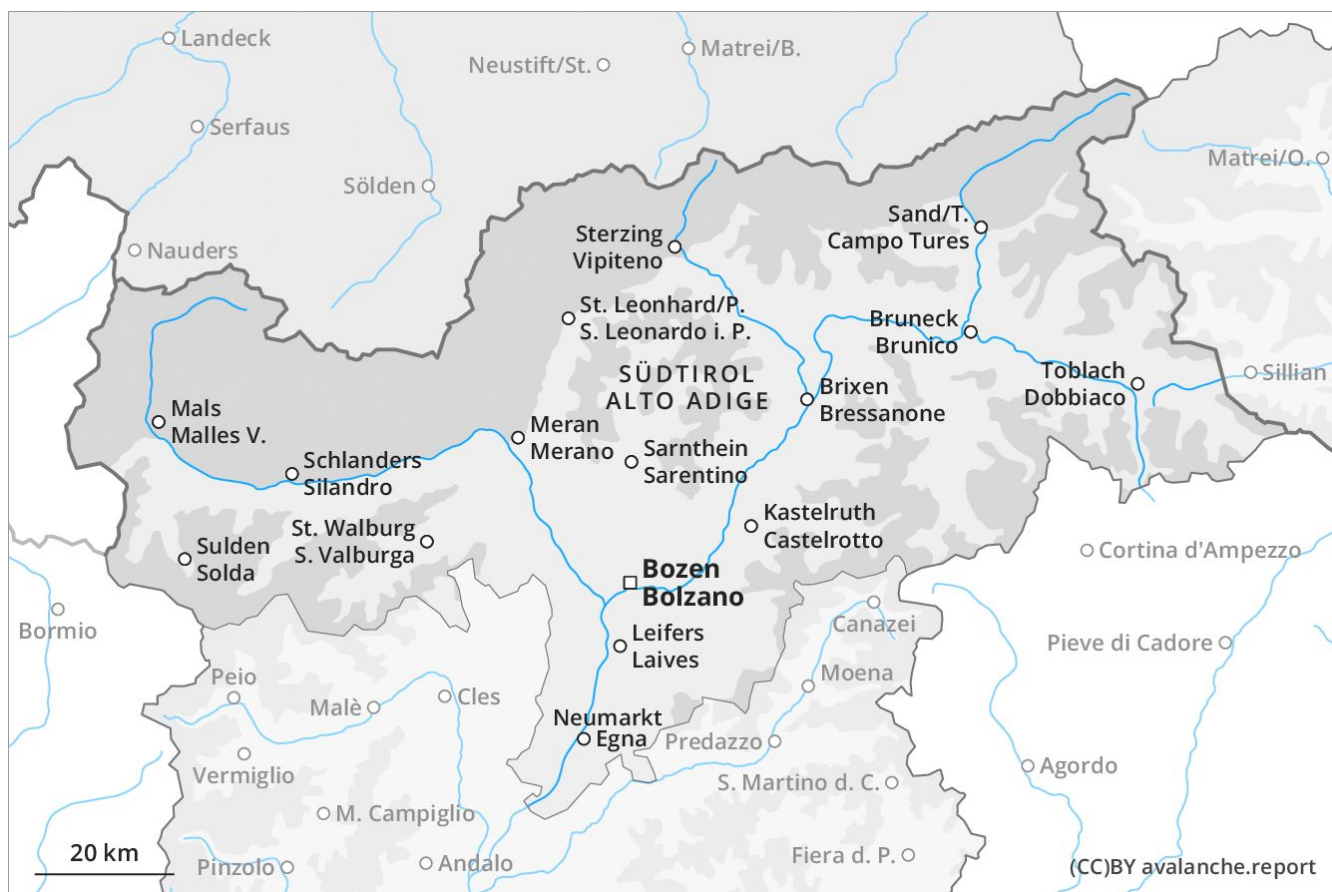 Landeck
Matrei/B.
Neustift/St.
Serfaus
Matrei/O.
Sölden
Sand/T.
Campo Tures
Sterzing
Vipiteno
Nauders
St. Leonhard/P.
S. Leonardo i. P.
Bruneck
Brunico
SÜDTIROL
ALTO ADIGE
Toblach
Dobbiaco
Sillian
Brixen
Bressanone
Mals
Malles V.
Meran
Merano
Sarnthein
Sarentino
Schlanders
Silandro
Kastelruth
Castelrotto
St. Walburg
S. Valburga
Sulden
Solda
Cortina d'Ampezzo
Bozen
Bolzano
Bormio
Canazei
Leifers
Laives
Pieve di Cadore
Peio
Moena
Malè
Cles
Neumarkt
Egna
Predazzo
Vermiglio
Agordo
S. Martino d. C.
M. Campiglio
20 km
Pinzolo
Andalo
Fiera d. P.
(CC)BY avalanche.report